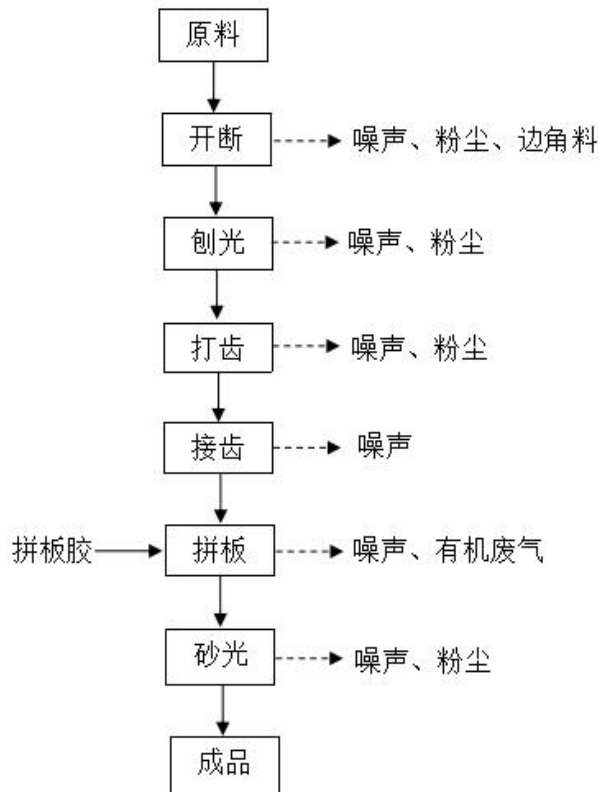 原料
开断 噪声、粉尘、边角料
刨光 噪声、粉尘
打齿 噪声、粉尘
接齿 噪声
拼板胶 拼板 噪声、有机废气
砂光 噪声、粉尘
成品